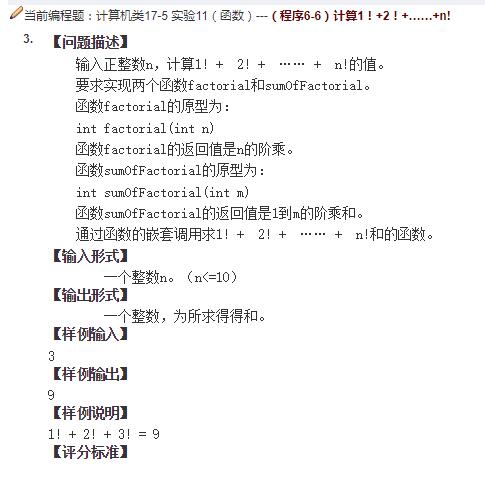 当前编程题：计算机类17-5 实验11（函数）---（程序6-6）计算1！+2！+……+n!
3. 【问题描述】
输入正整数n，计算1! + 2! + …… + n!的值。
要求实现两个函数factorial和sumOfFactorial。
函数factorial的原型为：
int factorial(int n)
函数factorial的返回值是n的阶乘。
函数sumOfFactorial的原型为：
int sumOfFactorial(int m)
函数sumOfFactorial的返回值是1到m的阶乘和。
通过函数的嵌套调用求1! + 2! + …… + n!和的函数。
【输入形式】
一个整数n。（n<=10）
【输出形式】
一个整数，为所求得得和。
【样例输入】
3
【样例输出】
9
【样例说明】
1! + 2! + 3! = 9
【评分标准】